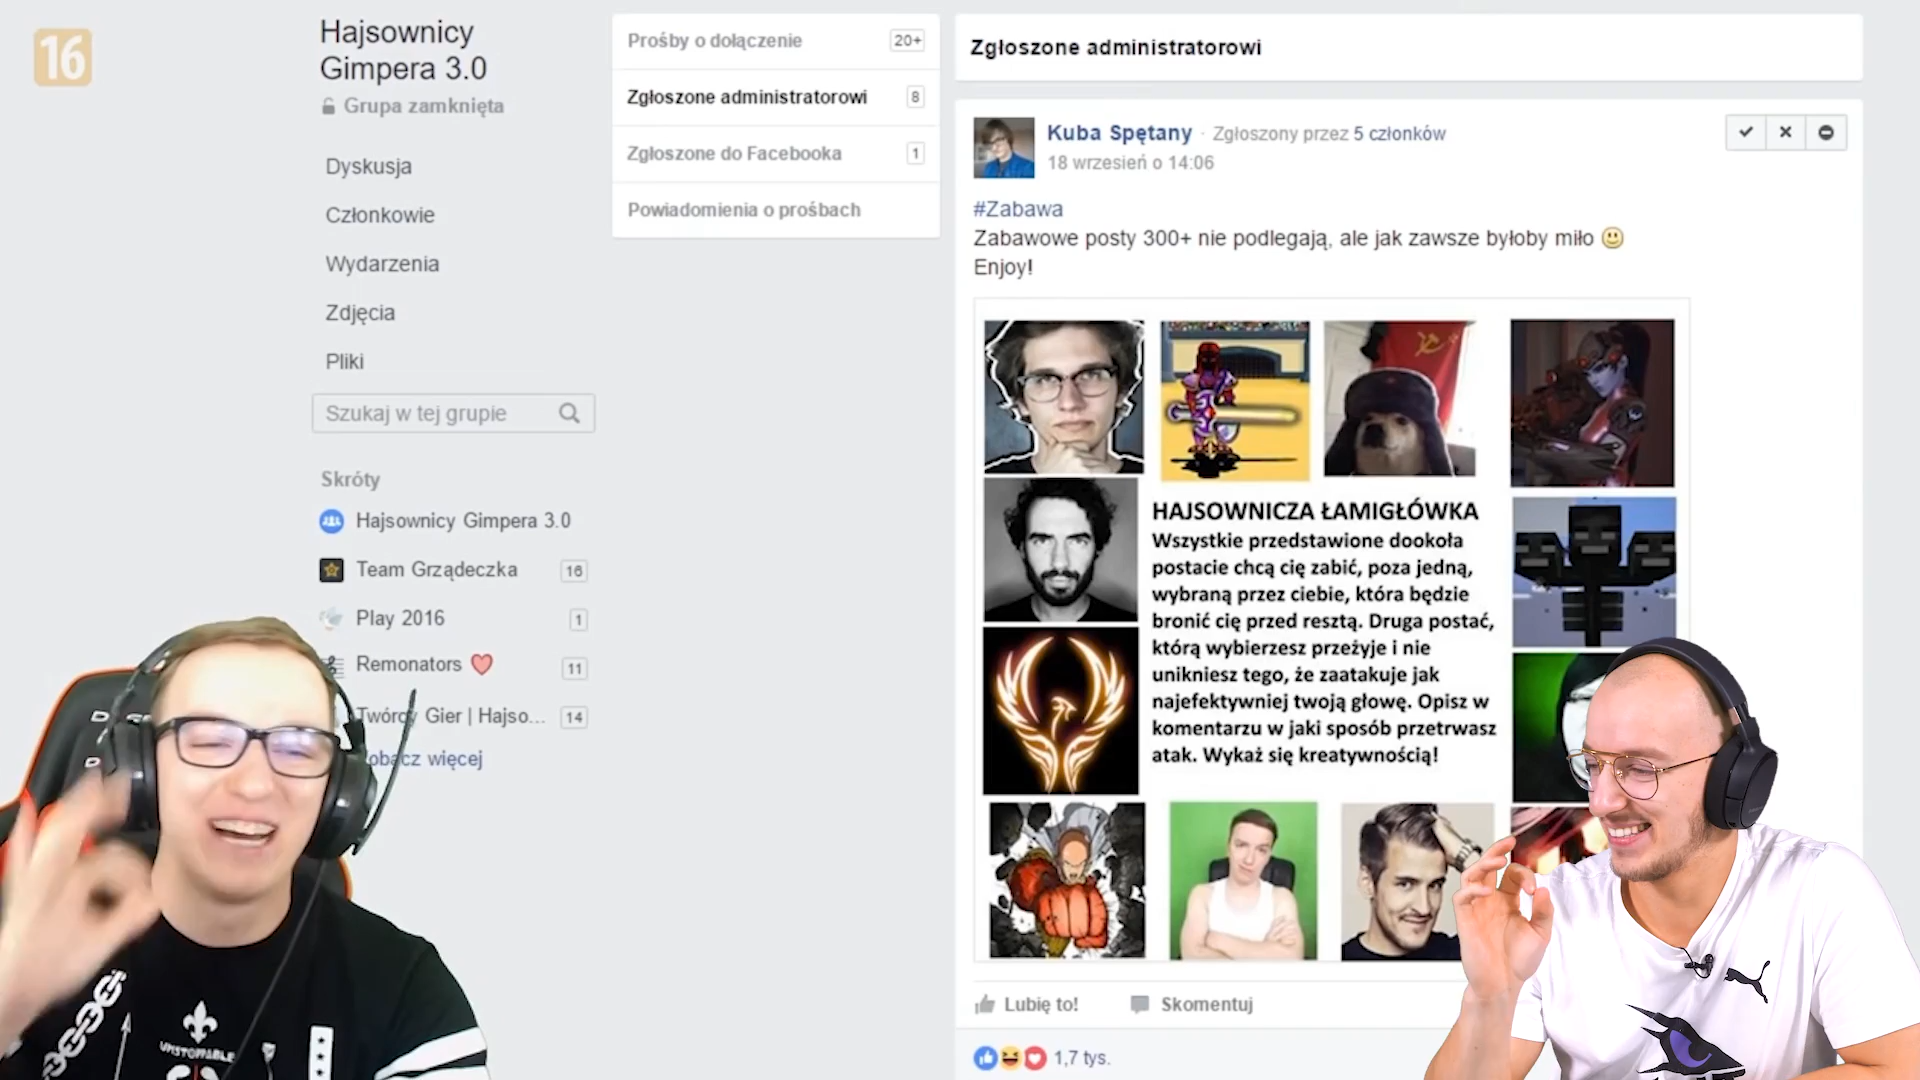 16
Hajsownicy
Gimpera 3.0
Grupa zamknięta
Dyskusja
Członkowie
Wydarzenia
Zdjęcia
Pliki
Szukaj w tej grupie
Skróty
Hajsownicy Gimpera 3.0
Team Grządeczka 16
Play 2016 1
Remonators 11
Twórcy Gier | Hajso... 14
obacz więcej
Prośby o dołączenie 20+
Zgłoszone administratorowi 8
Zgłoszone do Facebooka 1
Powiadomienia o prośbach
Zgłoszone administratorowi
Kuba Spętany · Zgłoszony przez 5 członków
18 wrzesień o 14:06
#Zabawa
Zabawowe posty 300+ nie podlegają, ale jak zawsze byłoby miło 🙂
Enjoy!
HAJSOWNICZA ŁAMIGŁÓWKA
Wszystkie przedstawione dookoła
postacie chcą cię zabić, poza jedną,
wybraną przez ciebie, która będzie
bronić cię przed resztą. Druga postać,
którą wybierzesz przeżyje i nie
unikniesz tego, że zaatakuje jak
najefektywniej twoją głowę. Opisz w
komentarzu w jaki sposób przetrwasz
atak. Wykaż się kreatywnością!
Lubię to! Skomentuj
1,7 tys.
UNSTOPPABLE